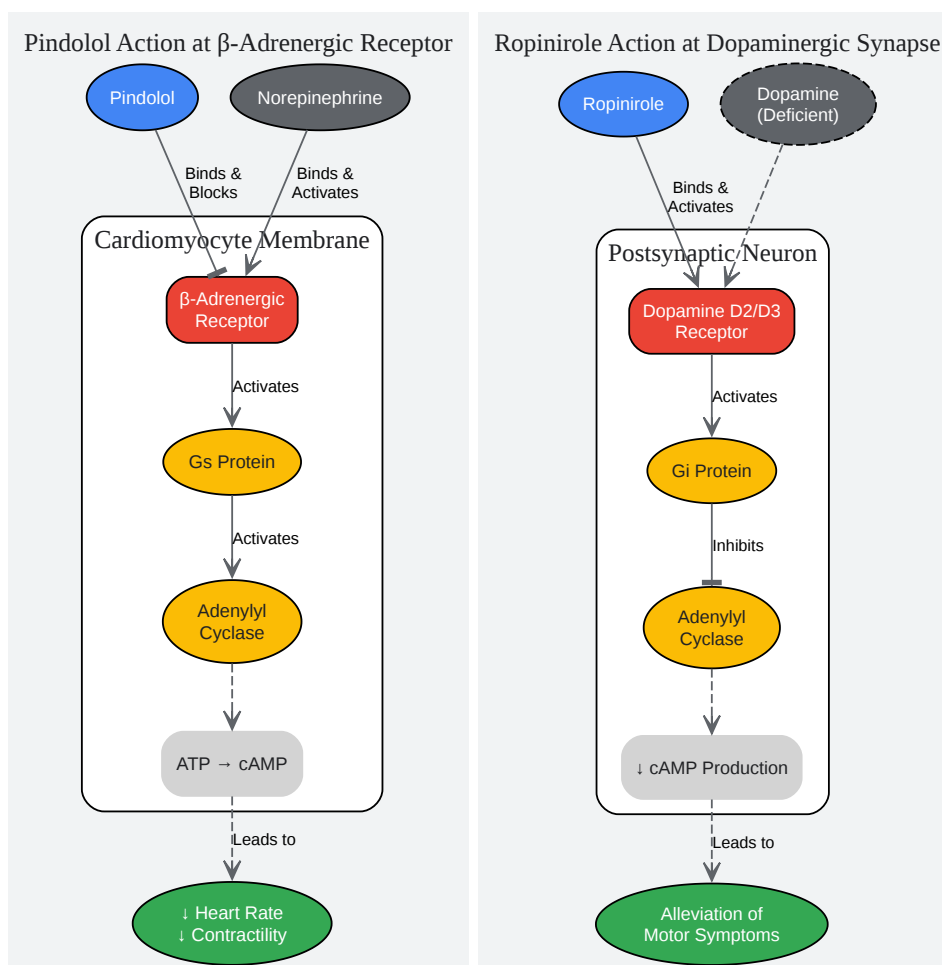 Pindolol Action at β-Adrenergic Receptor
Pindolol
Norepinephrine
Binds &
Blocks
Binds &
Activates
Cardiomyocyte Membrane
β-Adrenergic
Receptor
Activates
Gs Protein
Activates
Adenylyl
Cyclase
ATP → cAMP
Leads to
↓ Heart Rate
↓ Contractility
Ropinirole Action at Dopaminergic Synapse
Ropinirole
Dopamine
(Deficient)
Binds &
Activates
Postsynaptic Neuron
Dopamine D2/D3
Receptor
Activates
Gi Protein
Inhibits
Adenylyl
Cyclase
↓ cAMP Production
Leads to
Alleviation of
Motor Symptoms